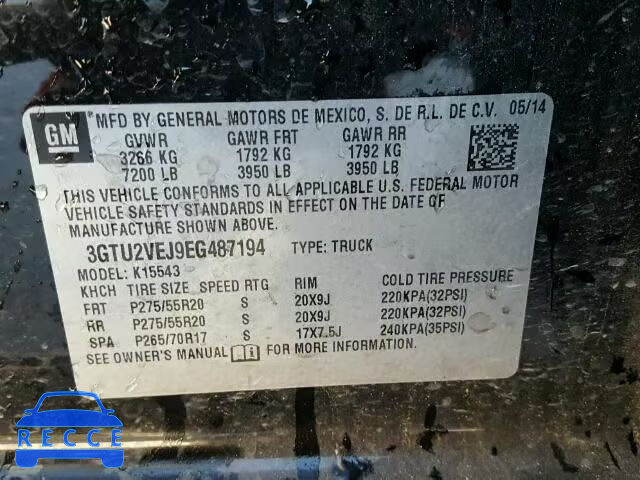 GM
*MFD BY GENERAL MOTORS DE MEXICO, S. DE R.L. DE C.V. 05/14
GVWR GAWR FRT GAWR RR
3266 KG 1792 KG 1792 KG
7200 LB 3950 LB 3950 LB
THIS VEHICLE CONFORMS TO ALL APPLICABLE U.S. FEDERAL MOTOR
VEHICLE SAFETY STANDARDS IN EFFECT ON THE DATE OF
MANUFACTURE SHOWN ABOVE.
3GTU2VEJ9EG487194 TYPE: TRUCK
MODEL: K15543
KHCH TIRE SIZE SPEED RTG RIM COLD TIRE PRESSURE
FRT P275/55R20 S 20X9J 220KPA(32PSI)
RR P275/55R20 S 20X9J 220KPA(32PSI)
SPA P265/70R17 S 17X7.5J 240KPA(35PSI)
SEE OWNER'S MANUAL FOR MORE INFORMATION.
RECCE